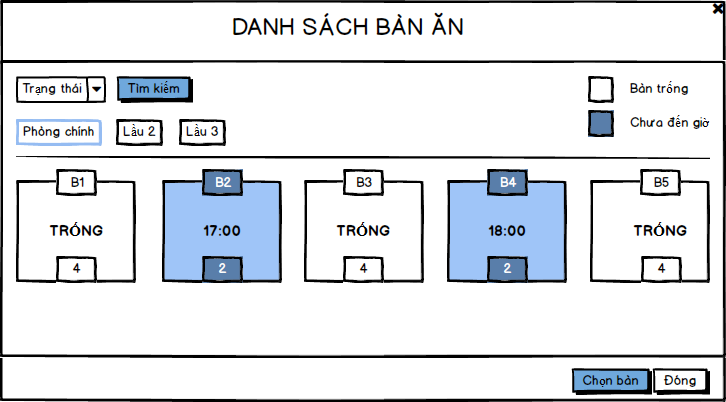 DANH SÁCH BÀN ĂN
Trạng thái
Tìm kiếm
Bàn trống
Phòng chính
Lầu 2
Lầu 3
Chưa đến giờ
B1
B2
B3
B4
B5
TRỐNG
17:00
TRỐNG
18:00
TRỐNG
4
2
4
2
4
Chọn bàn
Đóng